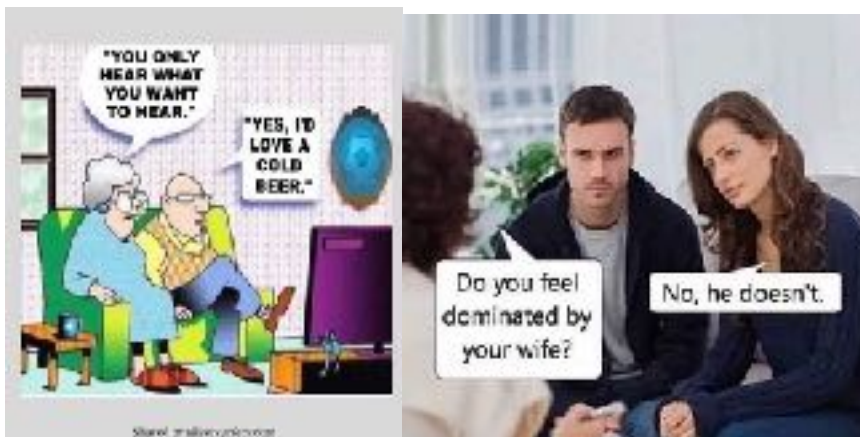 "YOU ONLY
HEAR WHAT
YOU WANT
TO HEAR."
"YES, I'D
LOVE A
COLD
BEER."
Do you feel
dominated by
your wife?
No, he doesn't.